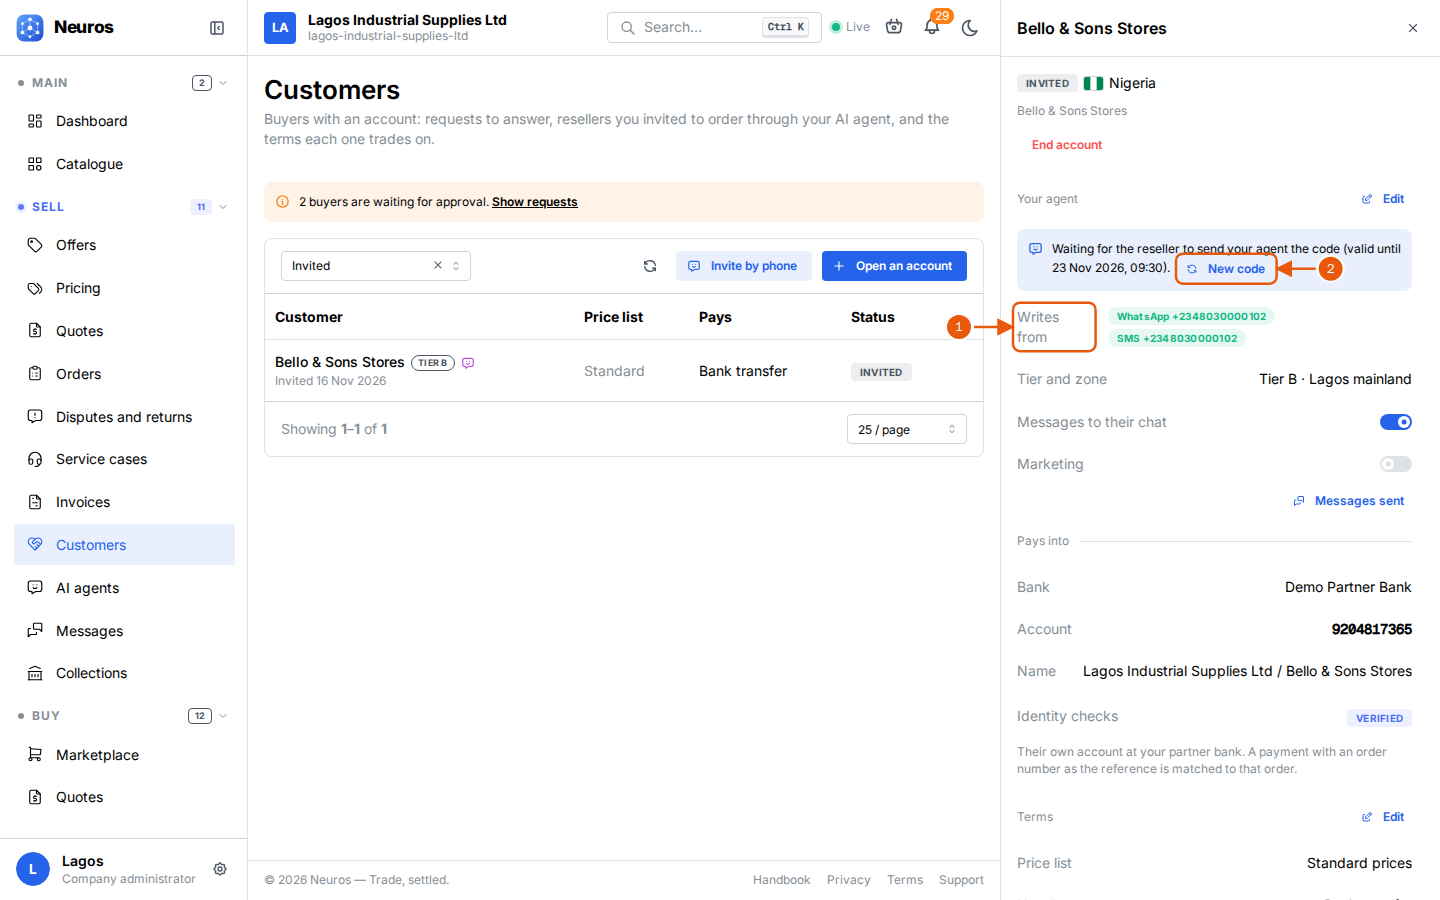 Neuros
LA
Lagos Industrial Supplies Ltd
lagos-industrial-supplies-ltd
Search...
Ctrl K
Live
29
MAIN
2
Dashboard
Catalogue
SELL
11
Offers
Pricing
Quotes
Orders
Disputes and returns
Service cases
Invoices
Customers
AI agents
Messages
Collections
BUY
12
Marketplace
Quotes
L
Lagos
Company administrator
Customers
Buyers with an account: requests to answer, resellers you invited to order through your AI agent, and the
terms each one trades on.
2 buyers are waiting for approval. Show requests
Invited
Invite by phone
Open an account
Customer Price list Pays Status
Bello & Sons Stores TIER B Standard Bank transfer INVITED
Invited 16 Nov 2026
Showing 1–1 of 1
25 / page
© 2026 Neuros — Trade, settled.
Handbook Privacy Terms Support
Bello & Sons Stores
INVITED Nigeria
Bello & Sons Stores
End account
Your agent
Edit
Waiting for the reseller to send your agent the code (valid until
23 Nov 2026, 09:30). New code
2
1
Writes
from
WhatsApp +2348030000102
SMS +2348030000102
Tier and zone Tier B · Lagos mainland
Messages to their chat
Marketing
Messages sent
Pays into
Bank Demo Partner Bank
Account 9204817365
Name Lagos Industrial Supplies Ltd / Bello & Sons Stores
Identity checks VERIFIED
Their own account at your partner bank. A payment with an order
number as the reference is matched to that order.
Terms
Edit
Price list Standard prices